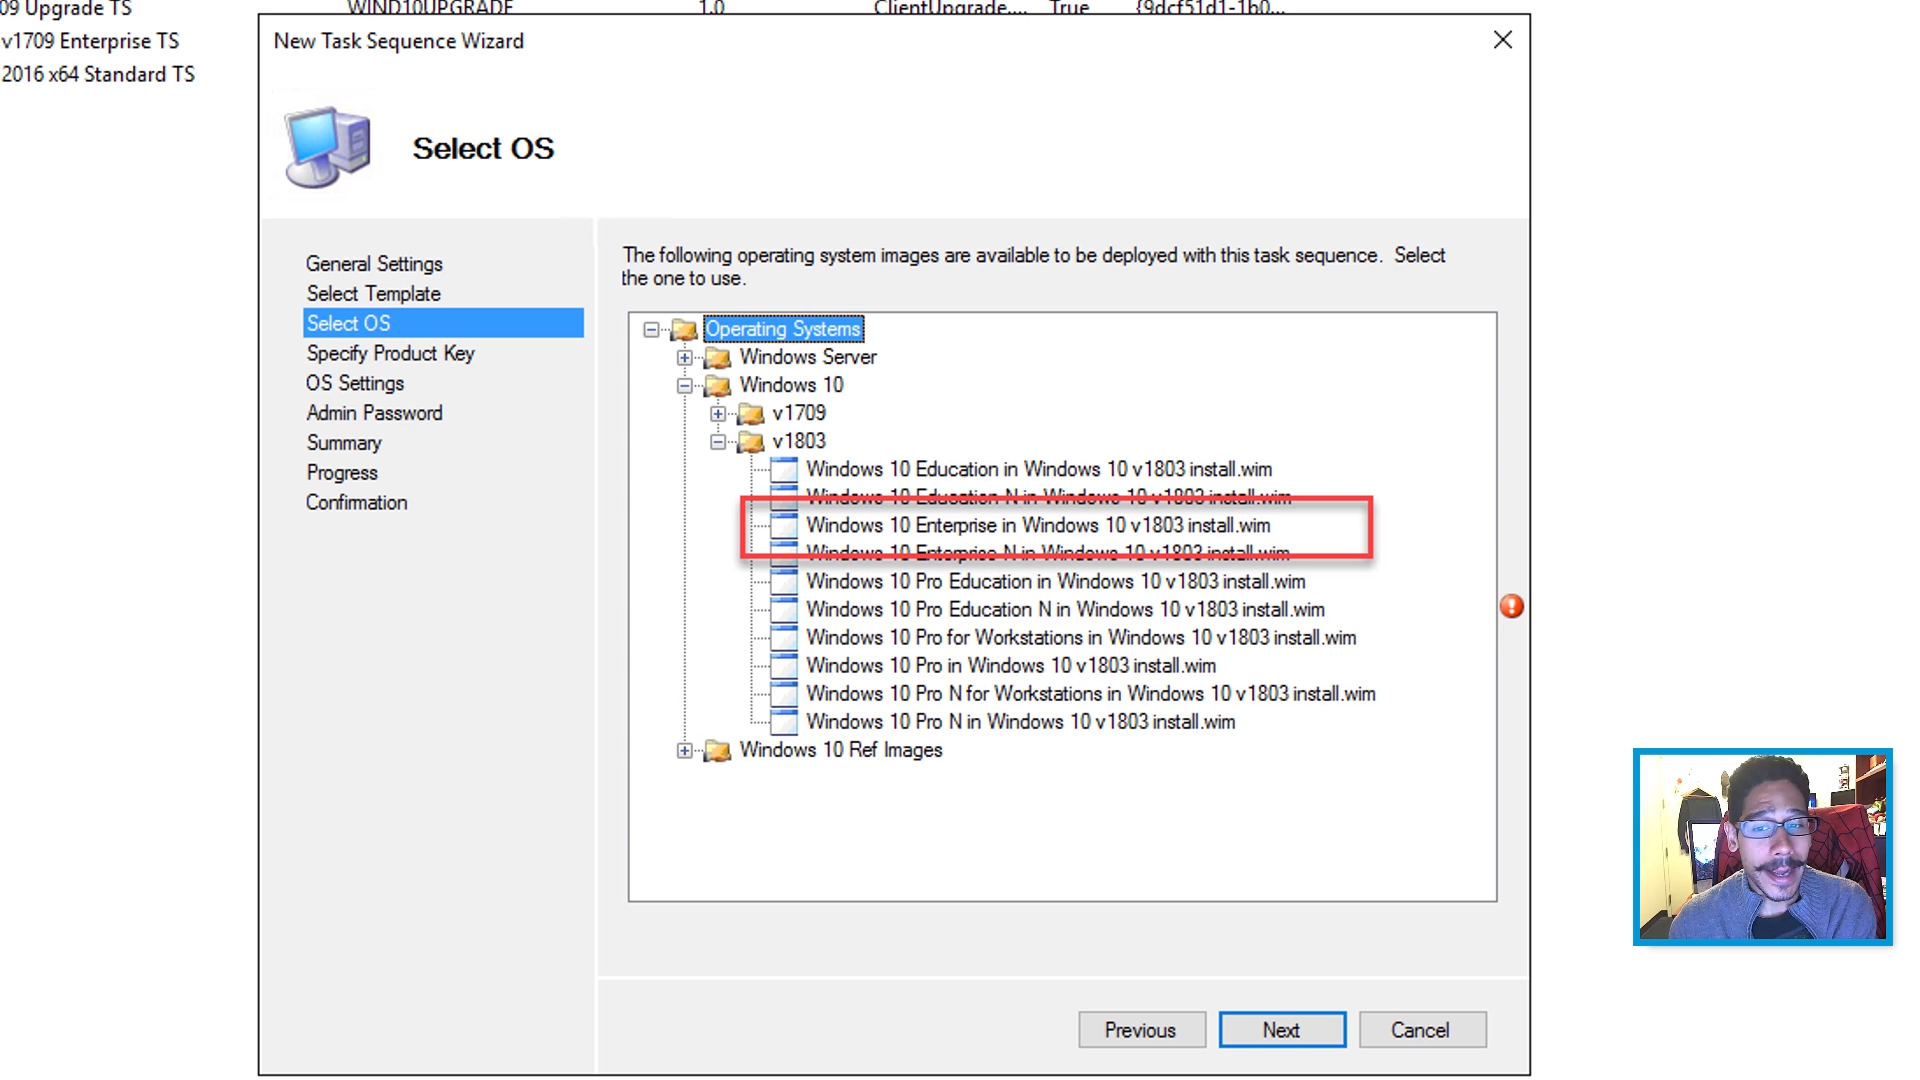 09 Upgrade TS WIND10UPGRADE 1.0 ClientUpgrade.... True {9dcf51d1-1b0...
v1709 Enterprise TS
2016 x64 Standard TS
New Task Sequence Wizard
Select OS
General Settings
Select Template
Select OS
Specify Product Key
OS Settings
Admin Password
Summary
Progress
Confirmation
The following operating system images are available to be deployed with this task sequence. Select
the one to use.
Operating Systems
Windows Server
Windows 10
v1709
v1803
Windows 10 Education in Windows 10 v1803 install.wim
Windows 10 Education N in Windows 10 v1803 install.wim
Windows 10 Enterprise in Windows 10 v1803 install.wim
Windows 10 Enterprise N in Windows 10 v1803 install.wim
Windows 10 Pro Education in Windows 10 v1803 install.wim
Windows 10 Pro Education N in Windows 10 v1803 install.wim
Windows 10 Pro for Workstations in Windows 10 v1803 install.wim
Windows 10 Pro in Windows 10 v1803 install.wim
Windows 10 Pro N for Workstations in Windows 10 v1803 install.wim
Windows 10 Pro N in Windows 10 v1803 install.wim
Windows 10 Ref Images
Previous Next Cancel